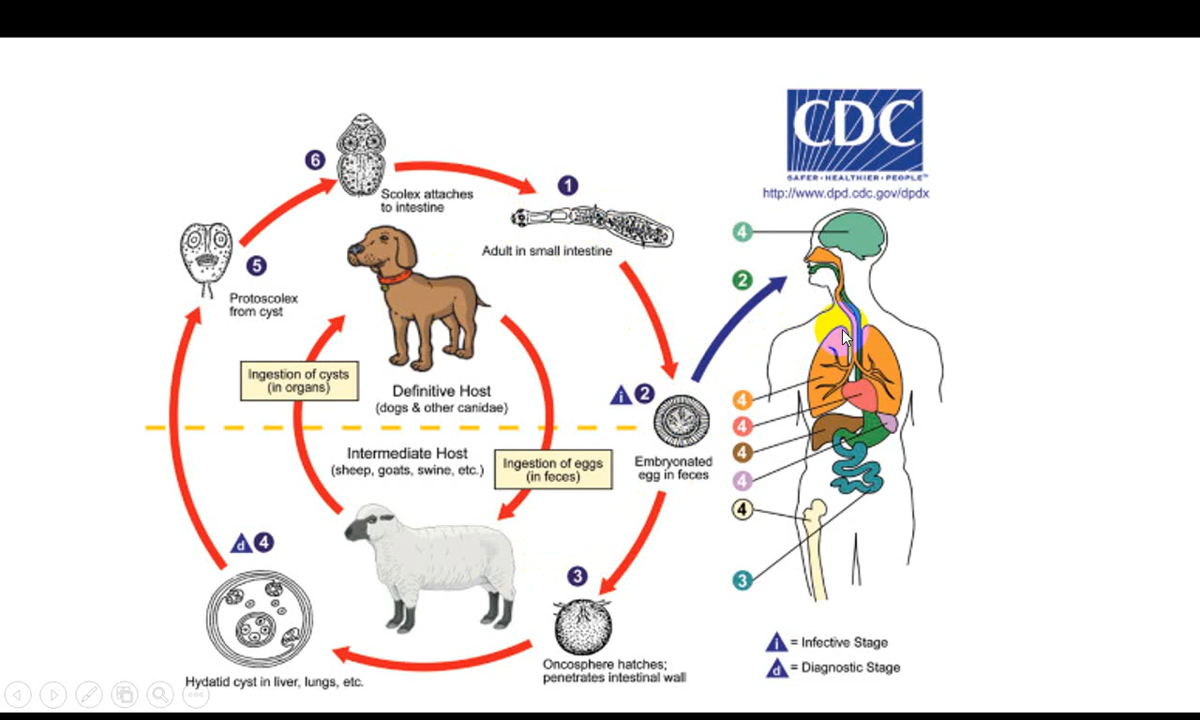 CDC
SAFER • HEALTHIER • PEOPLE™
http://www.dpd.cdc.gov/dpdx
6
Scolex attaches
to intestine
1
Adult in small intestine
5
Protoscolex
from cyst
Ingestion of cysts
(in organs)
Definitive Host
(dogs & other canidae)
i 2
Embryonated
egg in feces
Intermediate Host
(sheep, goats, swine, etc.)
Ingestion of eggs
(in feces)
d 4
Hydatid cyst in liver, lungs, etc.
3
Oncosphere hatches;
penetrates intestinal wall
4
2
4
4
4
4
4
3
i = Infective Stage
d = Diagnostic Stage